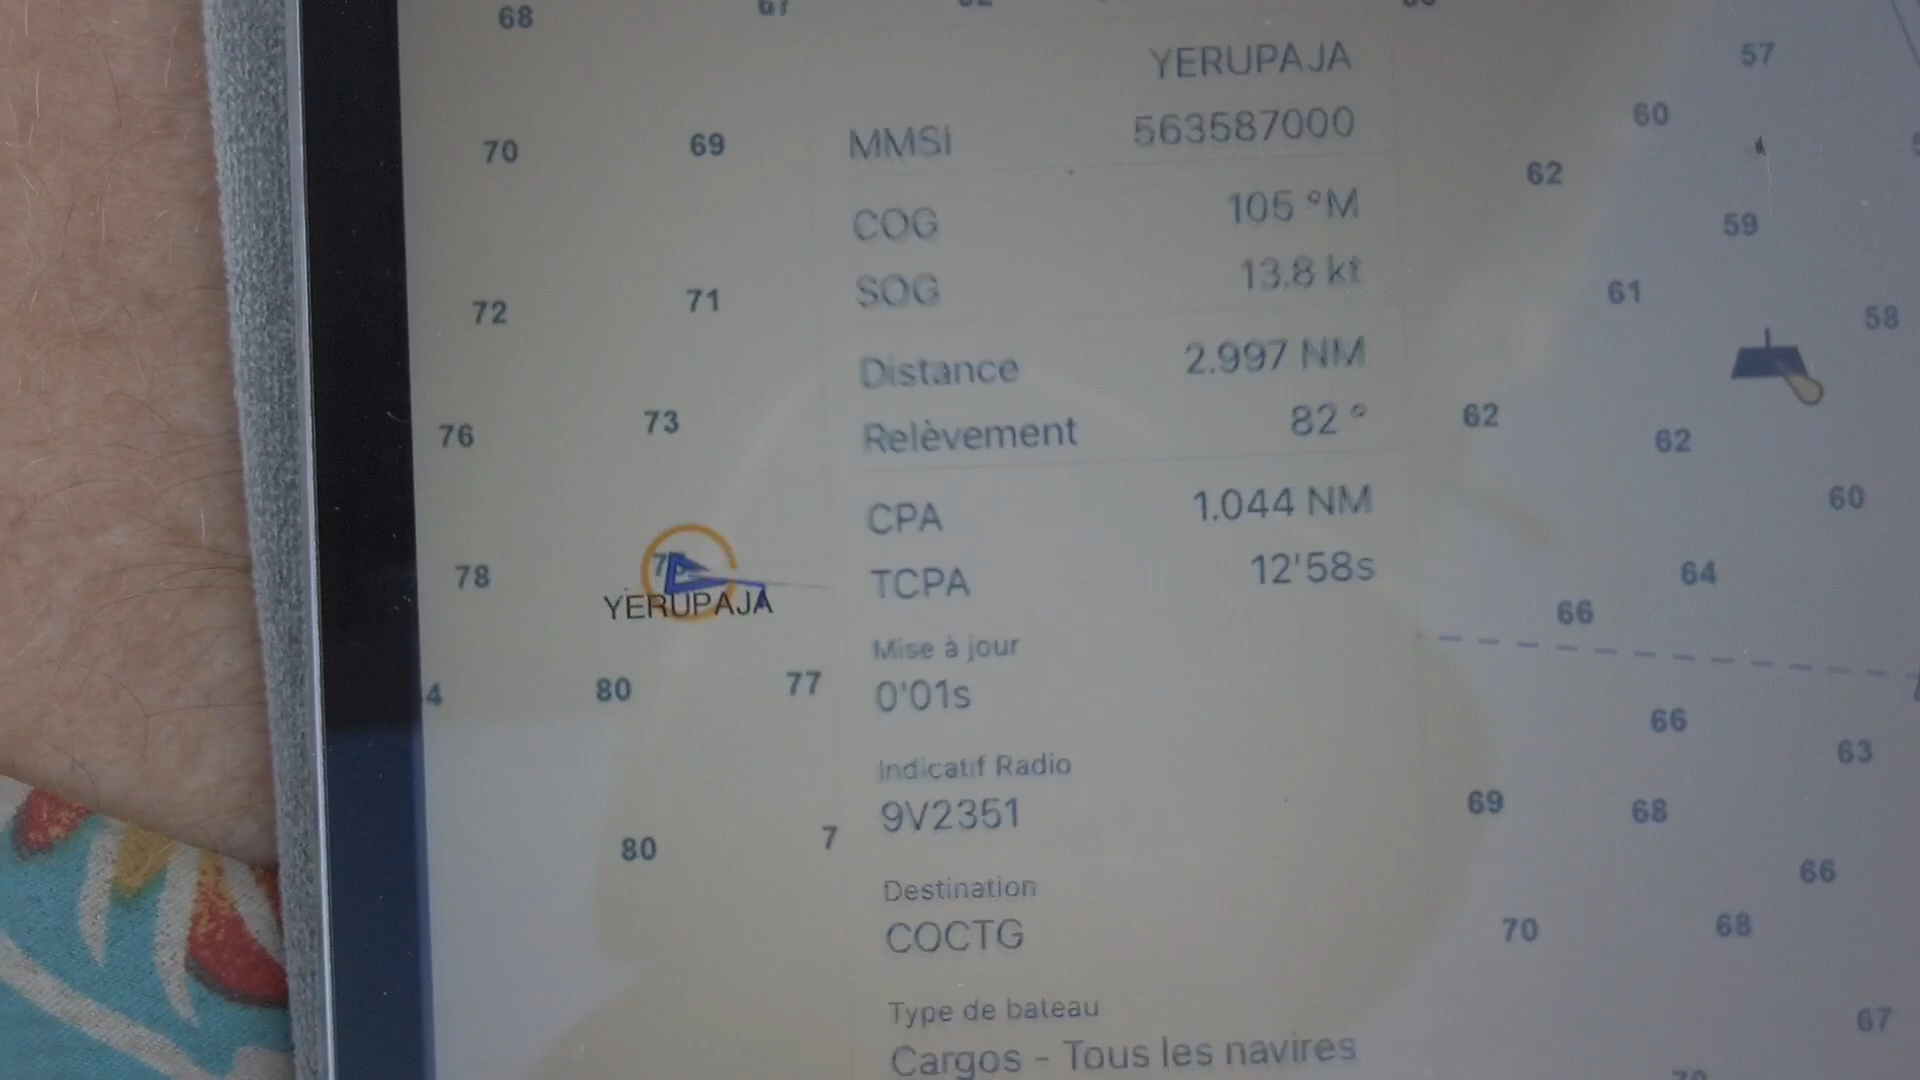 68
YERUPAJA
57
MMSI 563587000
60
70 69
62
COG 105 °M
59
SOG 13,8 kt
72 71
61
58
Distance 2.997 NM
Relèvement 82 °
76 73
62
62
CPA 1.044 NM
60
TCPA 12'58s
78
YERUPAJA
64
66
Mise à jour
0'01s
80 77
66
63
Indicatif Radio
9V2351
69
68
80 7
66
Destination
COCTG
70
68
Type de bateau
Cargos - Tous les navires
67